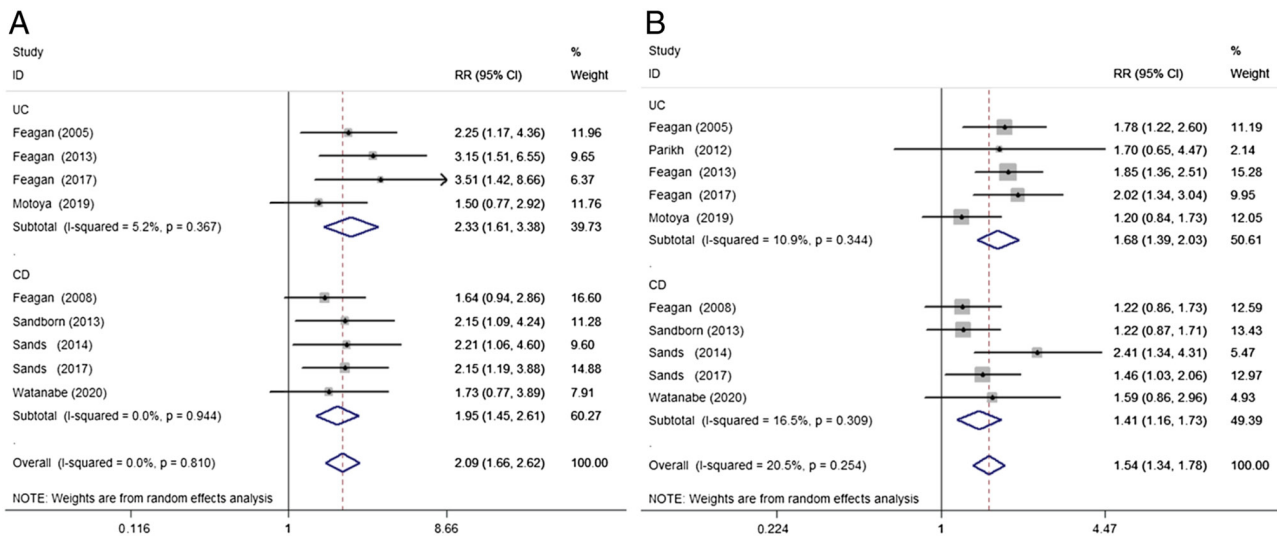 A
Study %
ID RR (95% CI) Weight
UC
Feagan (2005) 2.25 (1.17, 4.36) 11.96
Feagan (2013) 3.15 (1.51, 6.55) 9.65
Feagan (2017) 3.51 (1.42, 8.66) 6.37
Motoya (2019) 1.50 (0.77, 2.92) 11.76
Subtotal (I-squared = 5.2%, p = 0.367) 2.33 (1.61, 3.38) 39.73
.
CD
Feagan (2008) 1.64 (0.94, 2.86) 16.60
Sandborn (2013) 2.15 (1.09, 4.24) 11.28
Sands (2014) 2.21 (1.06, 4.60) 9.60
Sands (2017) 2.15 (1.19, 3.88) 14.88
Watanabe (2020) 1.73 (0.77, 3.89) 7.91
Subtotal (I-squared = 0.0%, p = 0.944) 1.95 (1.45, 2.61) 60.27
.
Overall (I-squared = 0.0%, p = 0.810) 2.09 (1.66, 2.62) 100.00
NOTE: Weights are from random effects analysis
0.116 1 8.66
B
Study %
ID RR (95% CI) Weight
UC
Feagan (2005) 1.78 (1.22, 2.60) 11.19
Parikh (2012) 1.70 (0.65, 4.47) 2.14
Feagan (2013) 1.85 (1.36, 2.51) 15.28
Feagan (2017) 2.02 (1.34, 3.04) 9.95
Motoya (2019) 1.20 (0.84, 1.73) 12.05
Subtotal (I-squared = 10.9%, p = 0.344) 1.68 (1.39, 2.03) 50.61
.
CD
Feagan (2008) 1.22 (0.86, 1.73) 12.59
Sandborn (2013) 1.22 (0.87, 1.71) 13.43
Sands (2014) 2.41 (1.34, 4.31) 5.47
Sands (2017) 1.46 (1.03, 2.06) 12.97
Watanabe (2020) 1.59 (0.86, 2.96) 4.93
Subtotal (I-squared = 16.5%, p = 0.309) 1.41 (1.16, 1.73) 49.39
.
Overall (I-squared = 20.5%, p = 0.254) 1.54 (1.34, 1.78) 100.00
NOTE: Weights are from random effects analysis
0.224 1 4.47